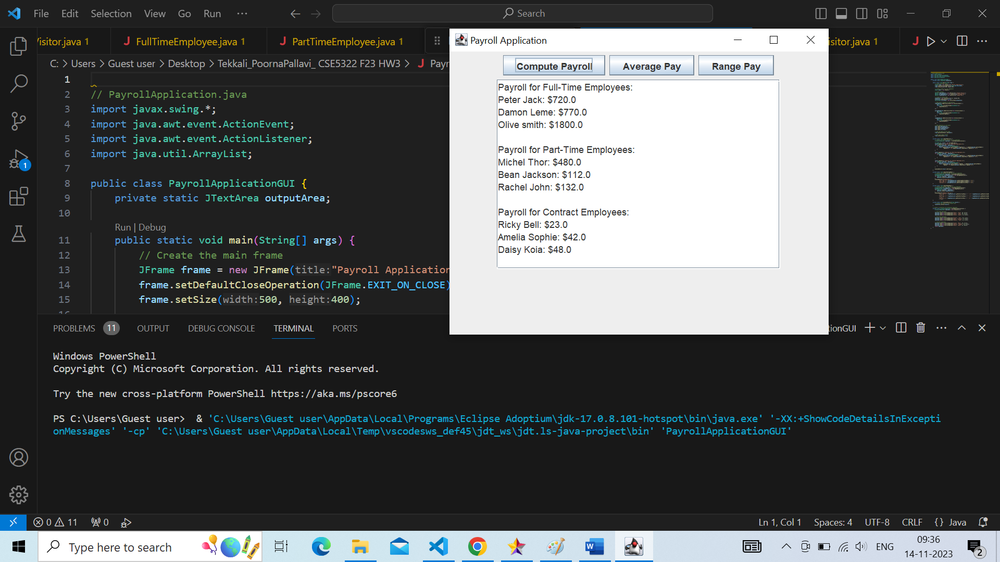 File Edit Selection View Go Run ···
Search
Visitor.java 1 FullTimeEmployee.java 1 PartTimeEmployee.java 1
isitor.java 1
C: > Users > Guest user > Desktop > Tekkali_PoornaPallavi_ CSE5322 F23 HW3 > J Payr
1
2 // PayrollApplication.java
3 import javax.swing.*;
4 import java.awt.event.ActionEvent;
5 import java.awt.event.ActionListener;
6 import java.util.ArrayList;
7
8 public class PayrollApplicationGUI {
9 private static JTextArea outputArea;
10
Run | Debug
11 public static void main(String[] args) {
12 // Create the main frame
13 JFrame frame = new JFrame(title:"Payroll Application
14 frame.setDefaultCloseOperation(JFrame.EXIT_ON_CLOSE)
15 frame.setSize(width:500, height:400);
16
Payroll Application
Compute Payroll Average Pay Range Pay
Payroll for Full-Time Employees:
Peter Jack: $720.0
Damon Leme: $770.0
Olive smith: $1800.0
Payroll for Part-Time Employees:
Michel Thor: $480.0
Bean Jackson: $112.0
Rachel John: $132.0
Payroll for Contract Employees:
Ricky Bell: $23.0
Amelia Sophie: $42.0
Daisy Koia: $48.0
PROBLEMS 11 OUTPUT DEBUG CONSOLE TERMINAL PORTS
ionGUI
Windows PowerShell
Copyright (C) Microsoft Corporation. All rights reserved.
Try the new cross-platform PowerShell https://aka.ms/pscore6
PS C:\Users\Guest user>  & 'C:\Users\Guest user\AppData\Local\Programs\Eclipse Adoptium\jdk-17.0.8.101-hotspot\bin\java.exe' '-XX:+ShowCodeDetailsInExcepti
onMessages' '-cp' 'C:\Users\Guest user\AppData\Local\Temp\vscodesws_def45\jdt_ws\jdt.ls-java-project\bin' 'PayrollApplicationGUI'
0 11 0
Ln 1, Col 1 Spaces: 4 UTF-8 CRLF {} Java
Type here to search
ENG
09:36
14-11-2023
2